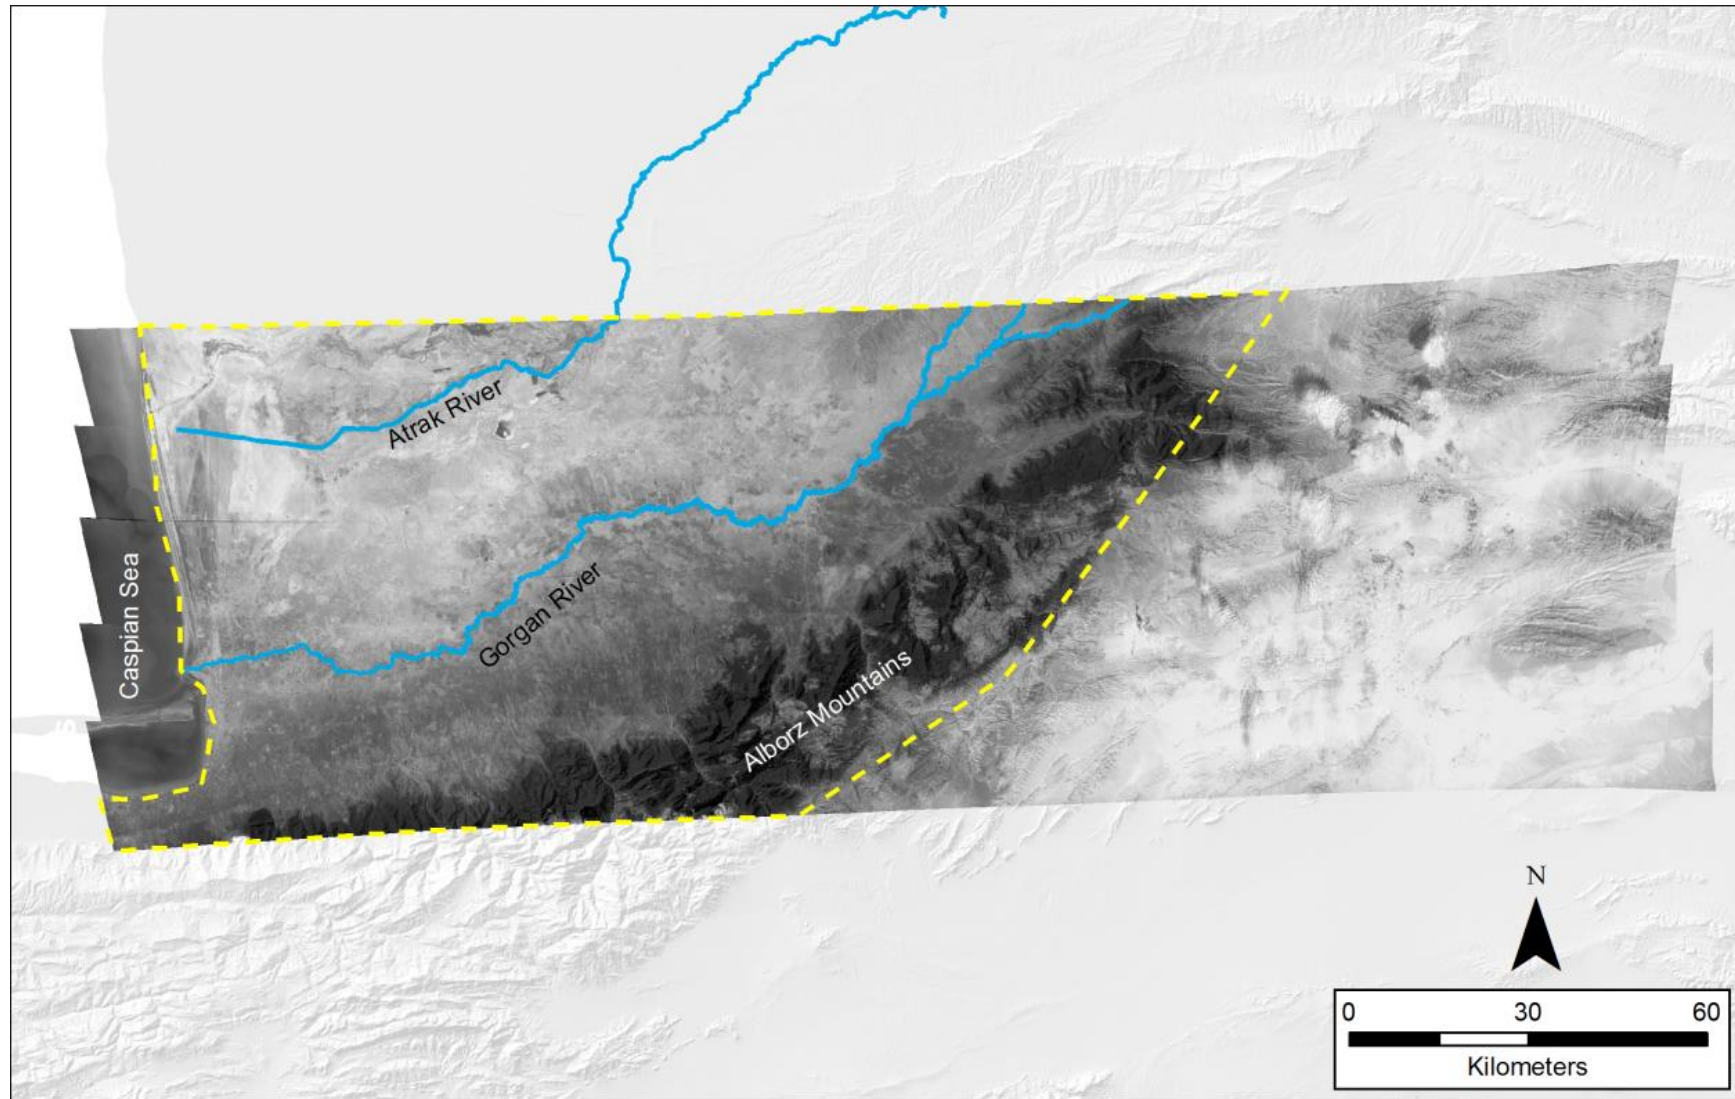 Atrak River
Caspian Sea
Gorgan River
Alborz Mountains
N
0 30 60
Kilometers